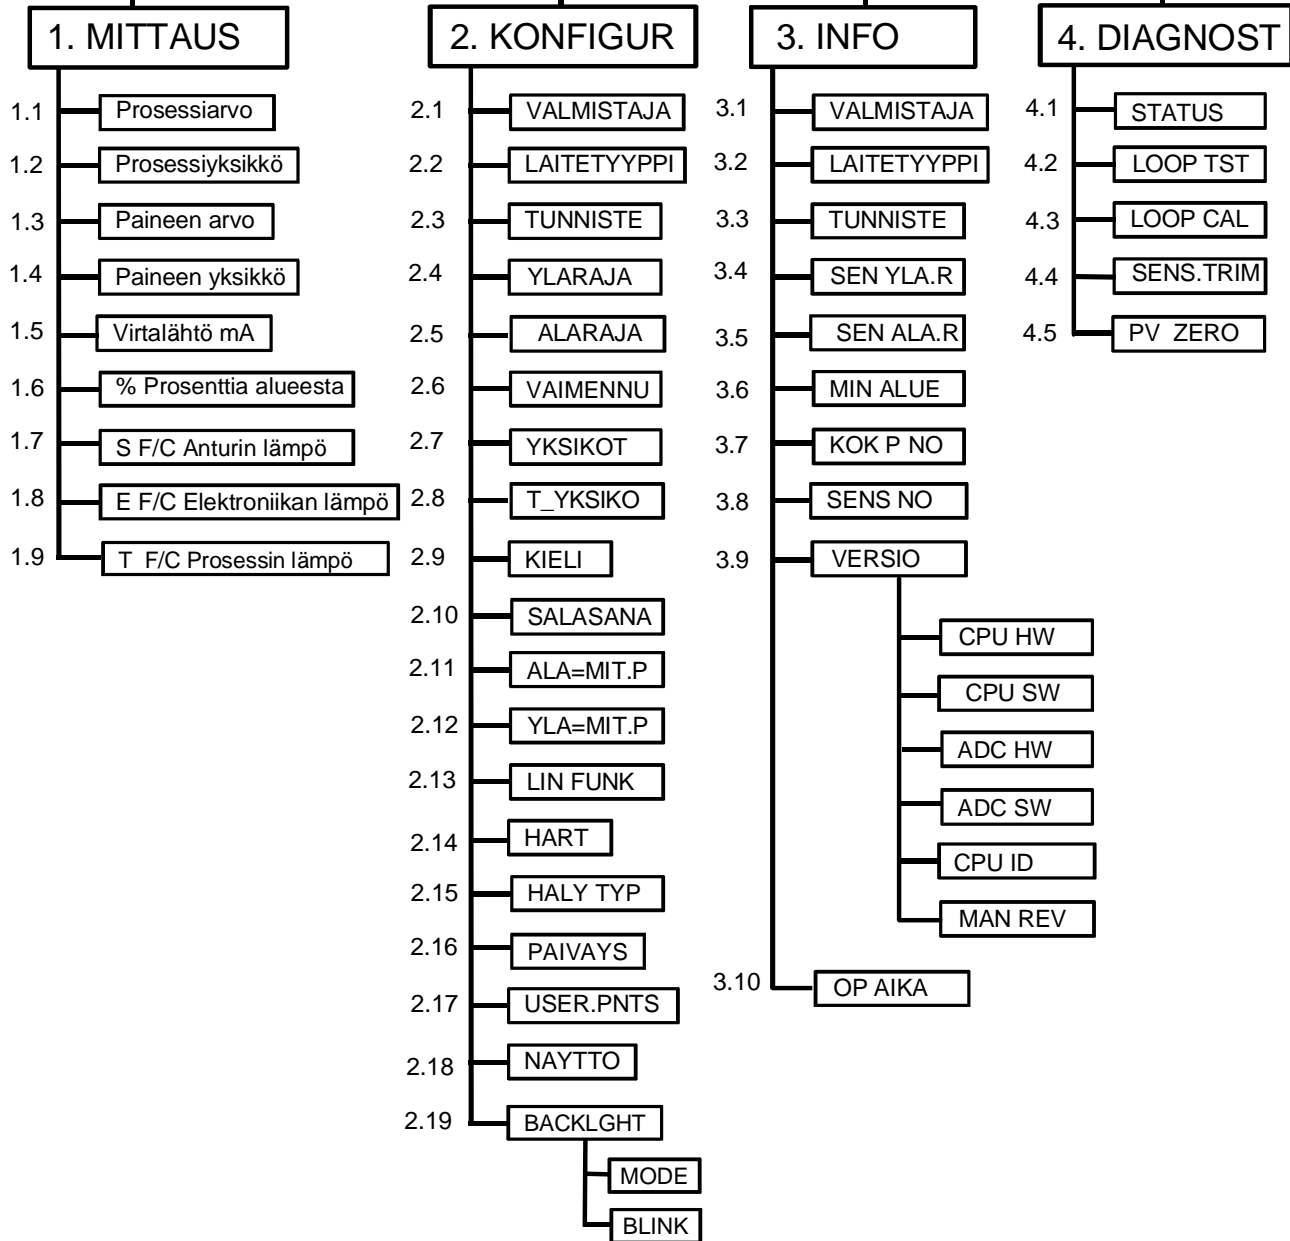 1. MITTAUS
1.1 Prosessiarvo
1.2 Prosessiyksikkö
1.3 Paineen arvo
1.4 Paineen yksikkö
1.5 Virtalähtö mA
1.6 % Prosenttia alueesta
1.7 S F/C Anturin lämpö
1.8 E F/C Elektroniikan lämpö
1.9 T F/C Prosessin lämpö
2. KONFIGUR
2.1 VALMISTAJA
2.2 LAITETYYPPI
2.3 TUNNISTE
2.4 YLARAJA
2.5 ALARAJA
2.6 VAIMENNU
2.7 YKSIKOT
2.8 T_YKSIKO
2.9 KIELI
2.10 SALASANA
2.11 ALA=MIT.P
2.12 YLA=MIT.P
2.13 LIN FUNK
2.14 HART
2.15 HALY TYP
2.16 PAIVAYS
2.17 USER.PNTS
2.18 NAYTTO
2.19 BACKLGHT
MODE
BLINK
3. INFO
3.1 VALMISTAJA
3.2 LAITETYYPPI
3.3 TUNNISTE
3.4 SEN YLA.R
3.5 SEN ALA.R
3.6 MIN ALUE
3.7 KOK P NO
3.8 SENS NO
3.9 VERSIO
CPU HW
CPU SW
ADC HW
ADC SW
CPU ID
MAN REV
3.10 OP AIKA
4. DIAGNOST
4.1 STATUS
4.2 LOOP TST
4.3 LOOP CAL
4.4 SENS.TRIM
4.5 PV ZERO